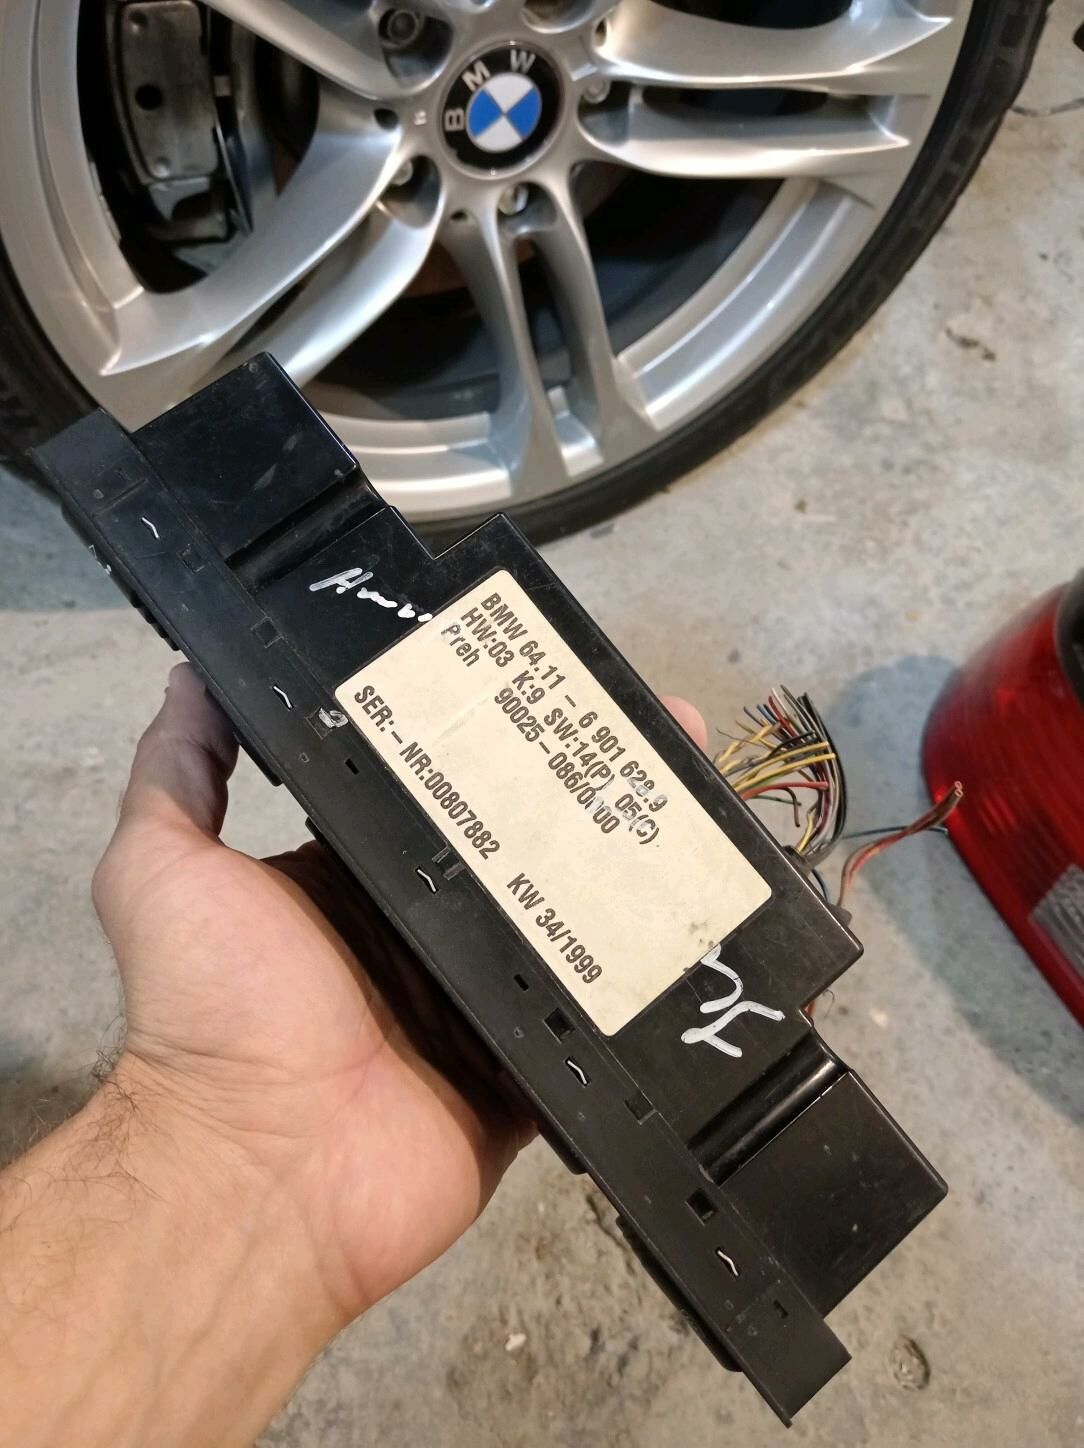 BMW
BMW 64.11 – 6 901 628.9
HW:03 K:9 SW:14(P) 05(C)
Preh 90025–086/0100
SER:–NR:00807882 KW 34/1999